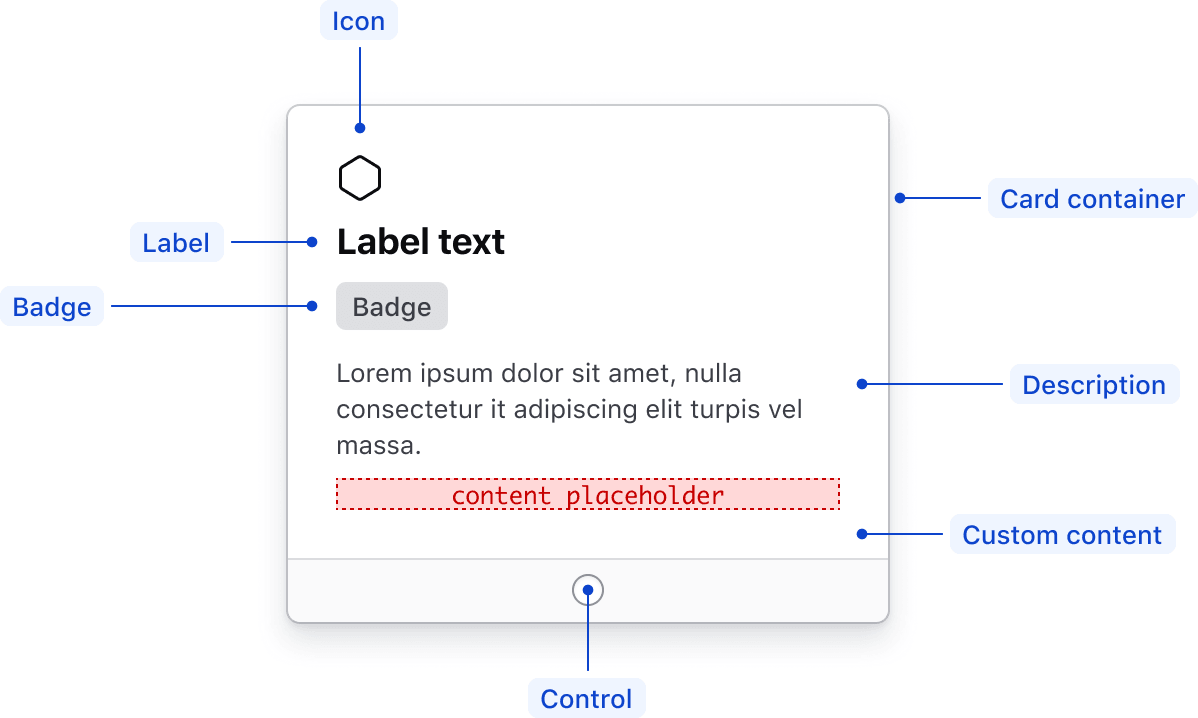 Icon
Card container
Label
Label text
Badge
Badge
Lorem ipsum dolor sit amet, nulla
consectetur it adipiscing elit turpis vel
massa.
Description
content placeholder
Custom content
Control